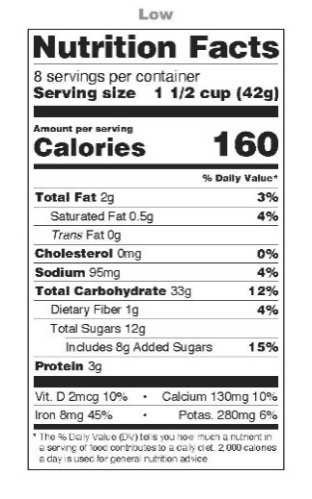 Low
Nutrition Facts
8 servings per container
Serving size 1 1/2 cup (42g)
Amount per serving
Calories 160
% Daily Value*
Total Fat 2g 3%
Saturated Fat 0.5g 4%
Trans Fat 0g
Cholesterol 0mg 0%
Sodium 95mg 4%
Total Carbohydrate 33g 12%
Dietary Fiber 1g 4%
Total Sugars 12g
Includes 8g Added Sugars 15%
Protein 3g
Vit. D 2mcg 10% • Calcium 130mg 10%
Iron 8mg 45% • Potas. 280mg 6%
* The % Daily Value (DV) tells you how much a nutrient in
a serving of food contributes to a daily diet. 2,000 calories
a day is used for general nutrition advice